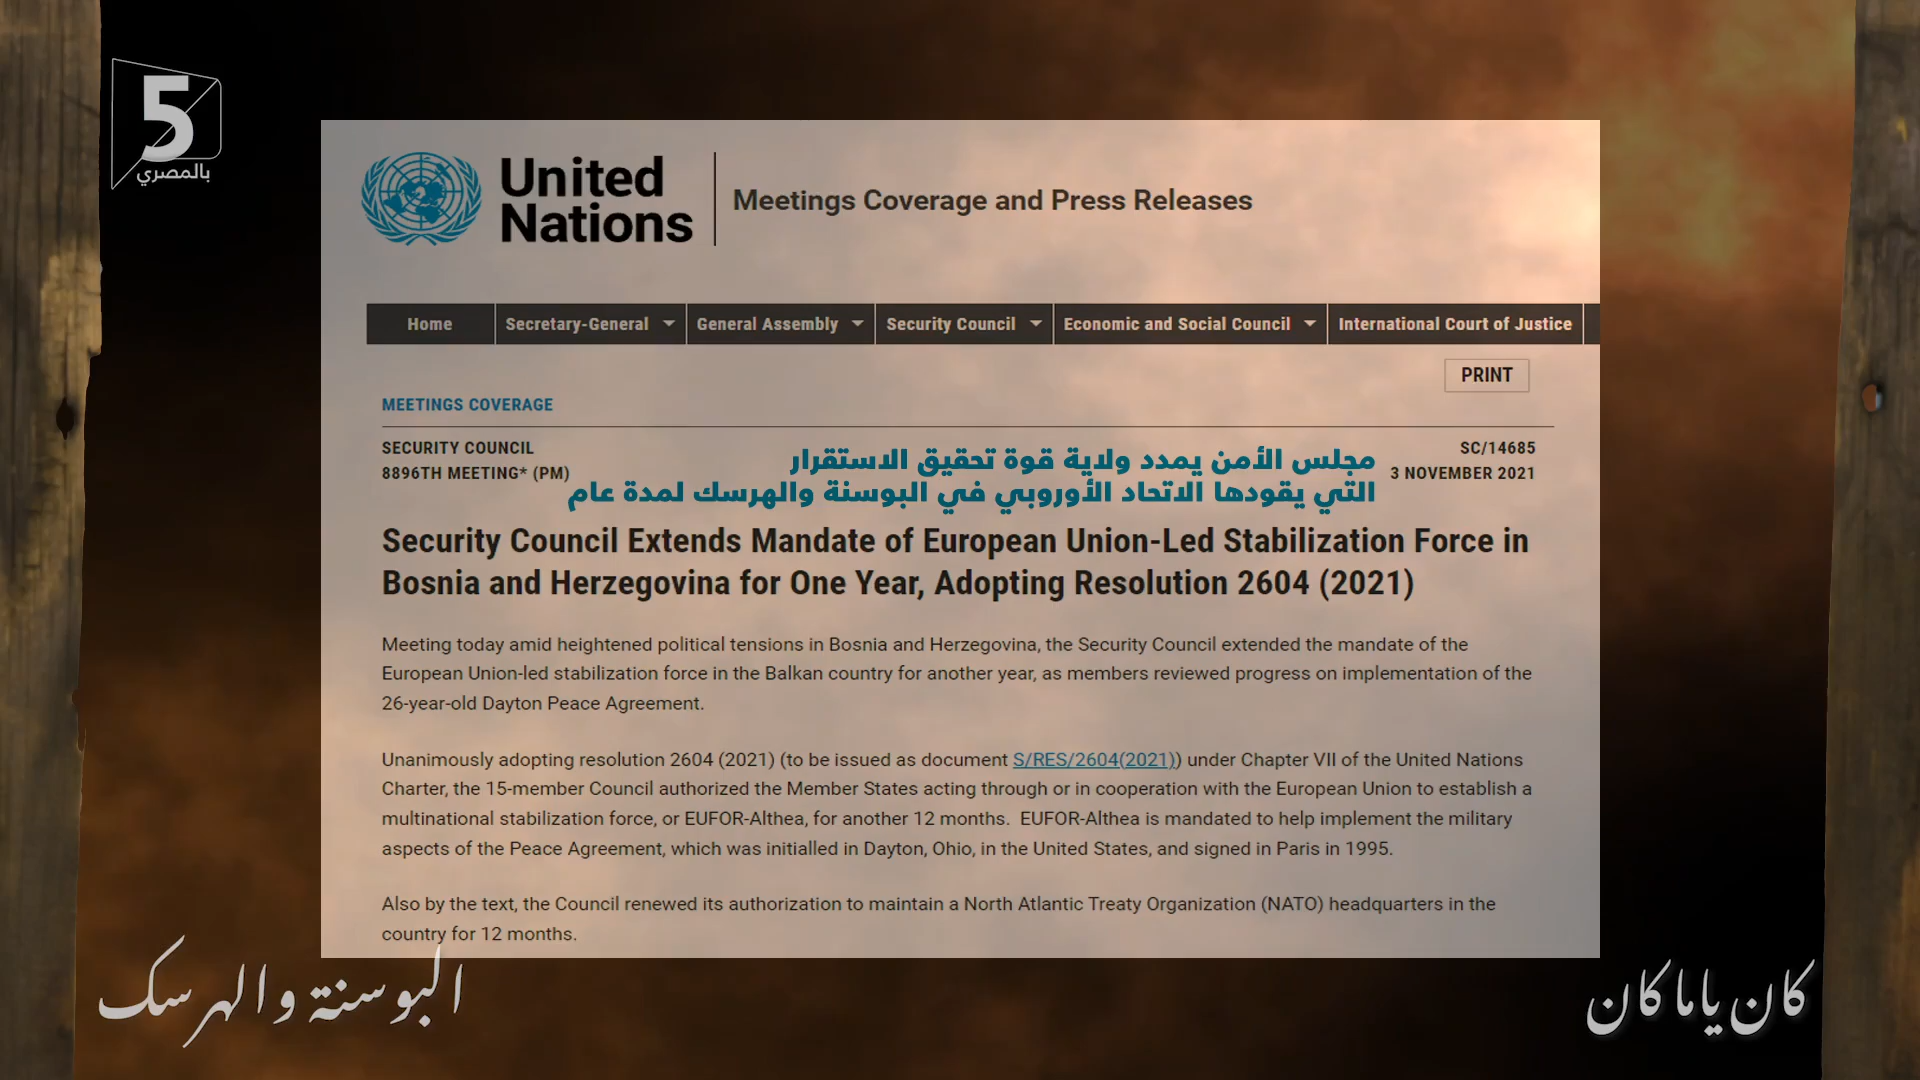 5
بالمصري
United
Nations
Meetings Coverage and Press Releases
Home Secretary-General General Assembly Security Council Economic and Social Council International Court of Justice
PRINT
MEETINGS COVERAGE
SECURITY COUNCIL
8896TH MEETING* (PM)
SC/14685
3 NOVEMBER 2021
مجلس الأمن يمدد ولاية قوة تحقيق الاستقرار
التي يقودها الاتحاد الأوروبي في البوسنة والهرسك لمدة عام
Security Council Extends Mandate of European Union-Led Stabilization Force in
Bosnia and Herzegovina for One Year, Adopting Resolution 2604 (2021)
Meeting today amid heightened political tensions in Bosnia and Herzegovina, the Security Council extended the mandate of the
European Union-led stabilization force in the Balkan country for another year, as members reviewed progress on implementation of the
26-year-old Dayton Peace Agreement.
Unanimously adopting resolution 2604 (2021) (to be issued as document S/RES/2604(2021)) under Chapter VII of the United Nations
Charter, the 15-member Council authorized the Member States acting through or in cooperation with the European Union to establish a
multinational stabilization force, or EUFOR-Althea, for another 12 months. EUFOR-Althea is mandated to help implement the military
aspects of the Peace Agreement, which was initialled in Dayton, Ohio, in the United States, and signed in Paris in 1995.
Also by the text, the Council renewed its authorization to maintain a North Atlantic Treaty Organization (NATO) headquarters in the
country for 12 months.
كان ياما كان
البوسنة والهرسك